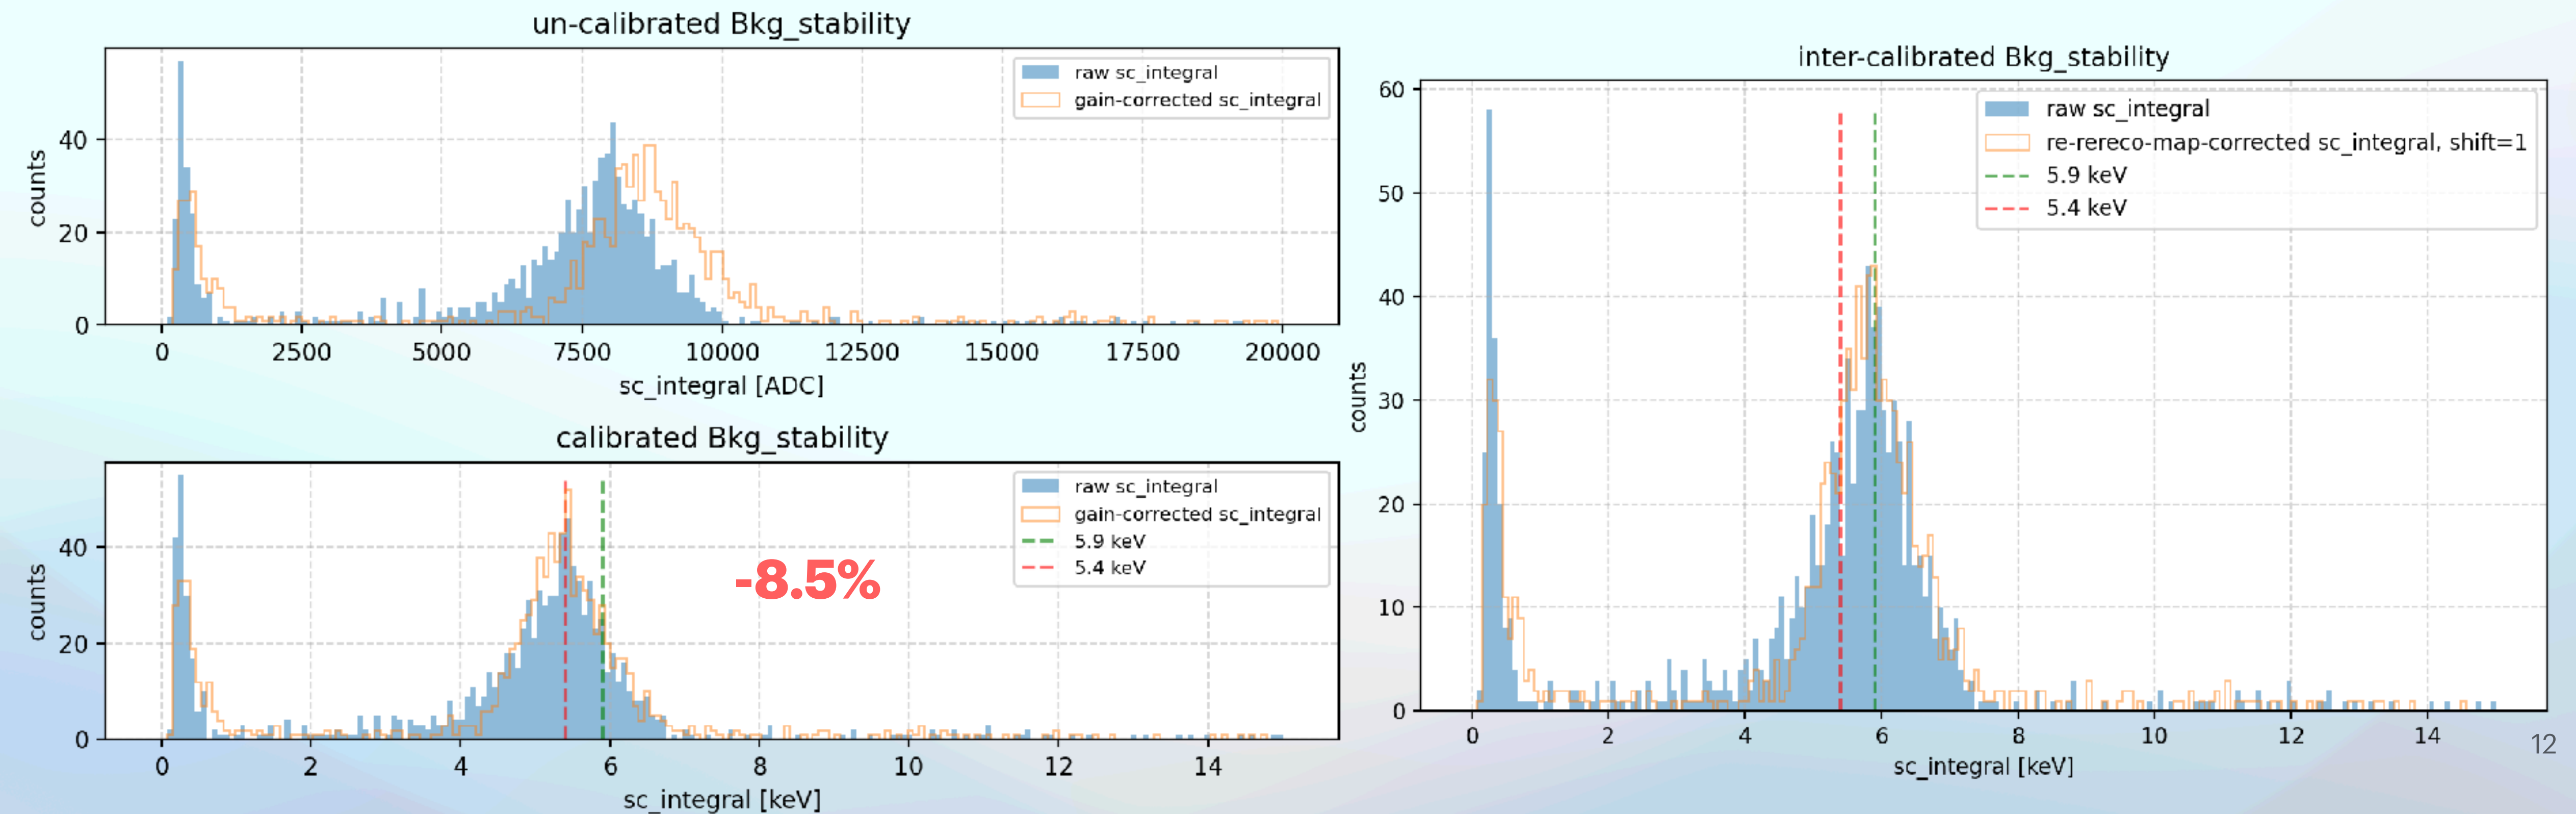 un-calibrated Bkg_stability
raw sc_integral
gain-corrected sc_integral
counts
40
20
0
0 2500 5000 7500 10000 12500 15000 17500 20000
sc_integral [ADC]
calibrated Bkg_stability
raw sc_integral
gain-corrected sc_integral
5.9 keV
5.4 keV
-8.5%
counts
40
20
0
0 2 4 6 8 10 12 14
sc_integral [keV]
inter-calibrated Bkg_stability
raw sc_integral
re-rereco-map-corrected sc_integral, shift=1
5.9 keV
5.4 keV
counts
60
50
40
30
20
10
0
0 2 4 6 8 10 12 14
sc_integral [keV]
12